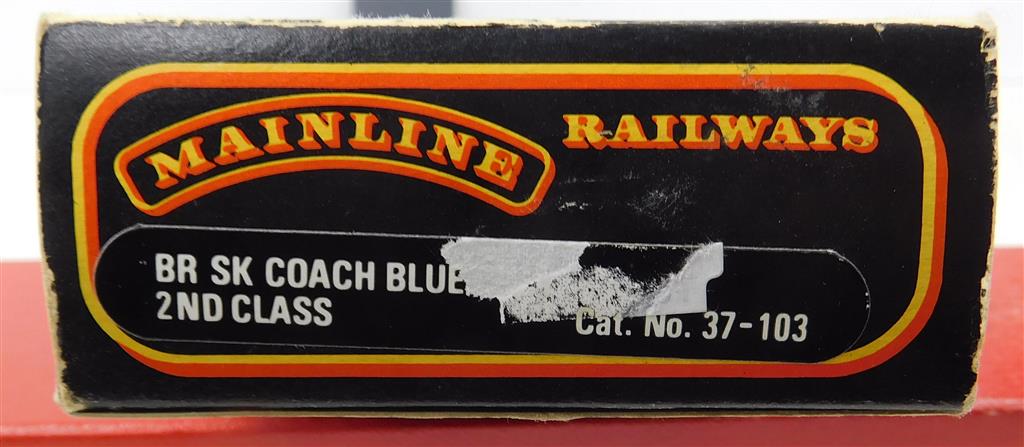 MAINLINE RAILWAYS
BR SK COACH BLUE
2ND CLASS
Cat. No. 37-103